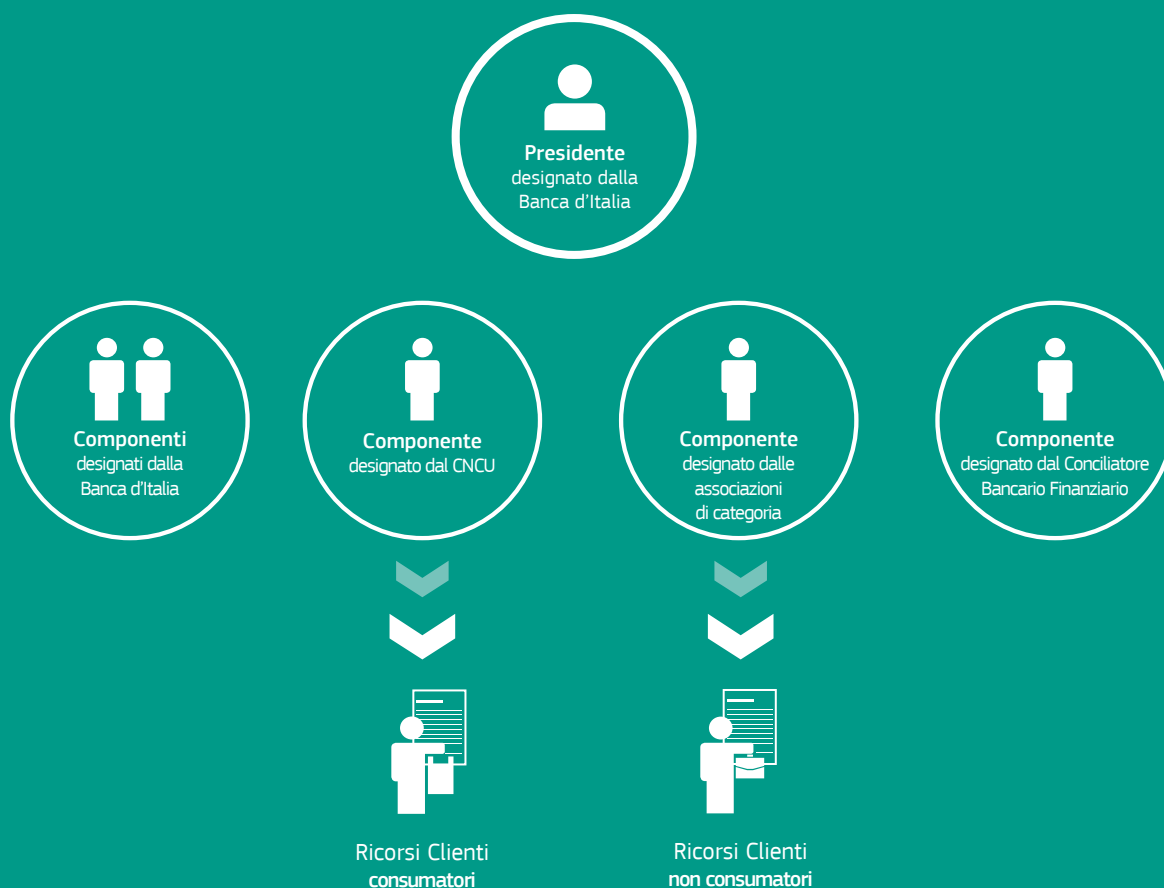 Presidente
designato dalla
Banca d'Italia
Componenti
designati dalla
Banca d'Italia
Componente
designato dal CNCU
Componente
designato dalle
associazioni
di categoria
Componente
designato dal Conciliatore
Bancario Finanziario
Ricorsi Clienti
consumatori
Ricorsi Clienti
non consumatori